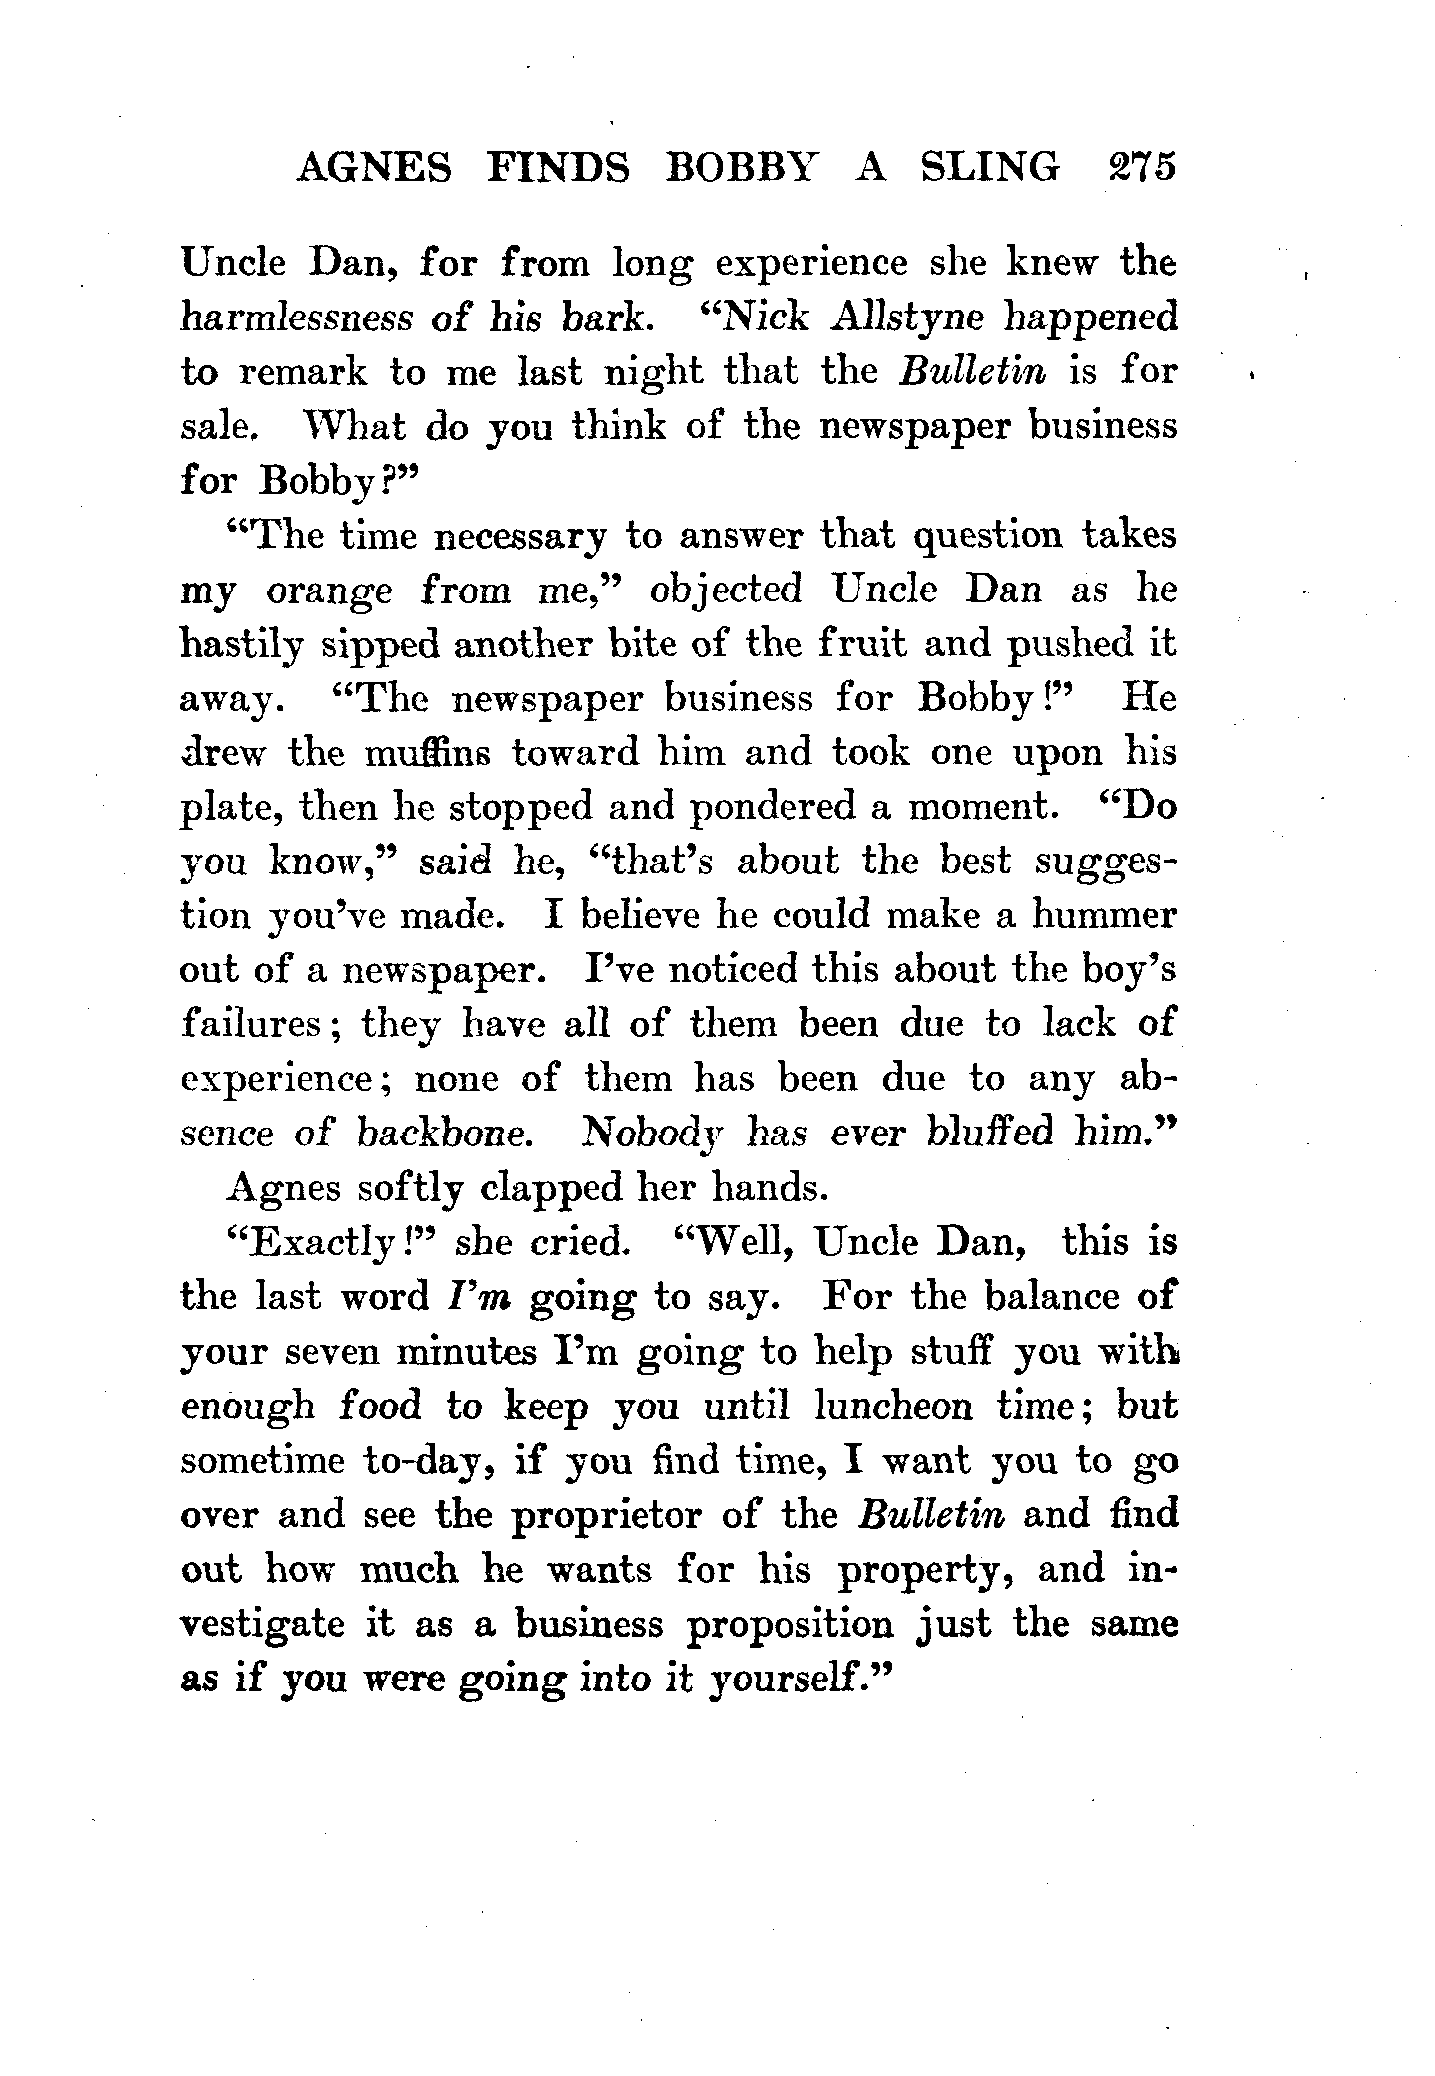 AGNES FINDS BOBBY A SLING 275
Uncle Dan, for from long experience she knew the
harmlessness of his bark. “Nick Allstyne happened
to remark to me last night that the Bulletin is for
sale. What do you think of the newspaper business
for Bobby?”
“The time necessary to answer that question takes
my orange from me,” objected Uncle Dan as he
hastily sipped another bite of the fruit and pushed it
away. “The newspaper business for Bobby!” He
drew the muffins toward him and took one upon his
plate, then he stopped and pondered a moment. “Do
you know,” said he, “that’s about the best sugges-
tion you’ve made. I believe he could make a hummer
out of a newspaper. I’ve noticed this about the boy’s
failures; they have all of them been due to lack of
experience; none of them has been due to any ab-
sence of backbone. Nobody has ever bluffed him.”
Agnes softly clapped her hands.
“Exactly!” she cried. “Well, Uncle Dan, this is
the last word I’m going to say. For the balance of
your seven minutes I’m going to help stuff you with
enough food to keep you until luncheon time; but
sometime to-day, if you find time, I want you to go
over and see the proprietor of the Bulletin and find
out how much he wants for his property, and in-
vestigate it as a business proposition just the same
as if you were going into it yourself.”